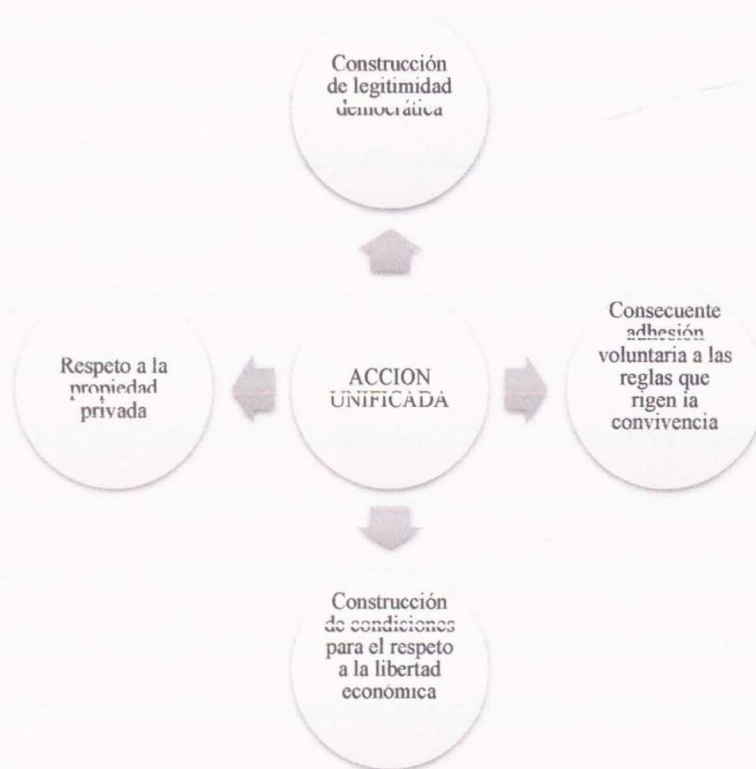 Construcción
de legitimidad
democrática
Respeto a la
propiedad
privada
ACCION
UNIFICADA
Consecuente
adhesión
voluntaria a las
reglas que
rigen la
convivencia
Construcción
de condiciones
para el respeto
a la libertad
económica